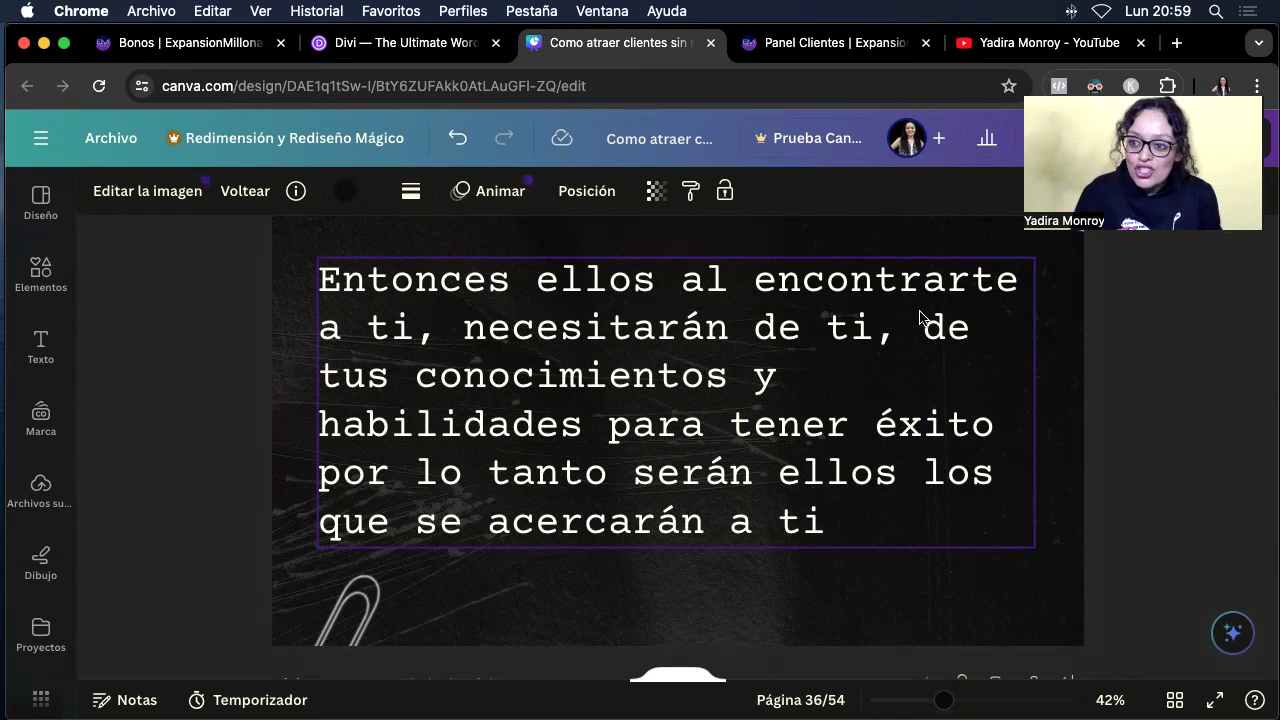 Chrome Archivo Editar Ver Historial Favoritos Perfiles Pestaña Ventana Ayuda Lun 20:59
Bonos | ExpansionMillona Divi — The Ultimate Wor Como atraer clientes sin Panel Clientes | Expansio Yadira Monroy - YouTube
canva.com/design/DAE1q1tSw-I/BtY6ZUFAkk0AtLAuGFl-ZQ/edit
Archivo Redimensión y Rediseño Mágico Como atraer c... Prueba Can...
Editar la imagen Voltear Animar Posición
Yadira Monroy
Diseño
Elementos
Texto
Marca
Archivos su...
Dibujo
Proyectos
Entonces ellos al encontrarte
a ti, necesitarán de ti, de
tus conocimientos y
habilidades para tener éxito
por lo tanto serán ellos los
que se acercarán a ti
Notas Temporizador Página 36/54 42%